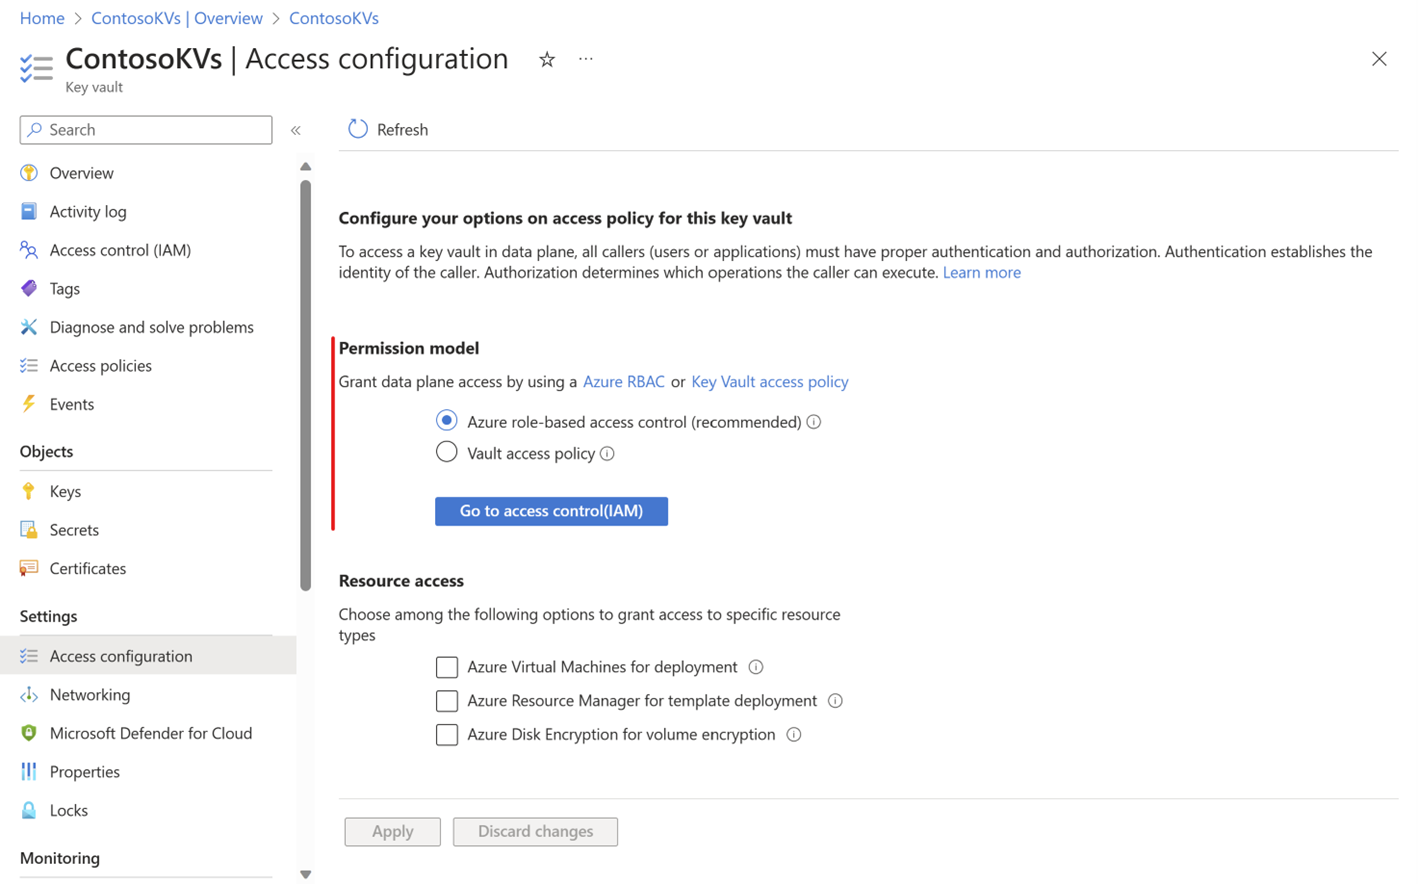 Home > ContosoKVs | Overview > ContosoKVs
ContosoKVs | Access configuration
Key vault
Search
Overview
Activity log
Access control (IAM)
Tags
Diagnose and solve problems
Access policies
Events
Objects
Keys
Secrets
Certificates
Settings
Access configuration
Networking
Microsoft Defender for Cloud
Properties
Locks
Monitoring
Refresh
Configure your options on access policy for this key vault
To access a key vault in data plane, all callers (users or applications) must have proper authentication and authorization. Authentication establishes the
identity of the caller. Authorization determines which operations the caller can execute. Learn more
Permission model
Grant data plane access by using a Azure RBAC or Key Vault access policy
Azure role-based access control (recommended)
Vault access policy
Go to access control(IAM)
Resource access
Choose among the following options to grant access to specific resource
types
Azure Virtual Machines for deployment
Azure Resource Manager for template deployment
Azure Disk Encryption for volume encryption
Apply
Discard changes